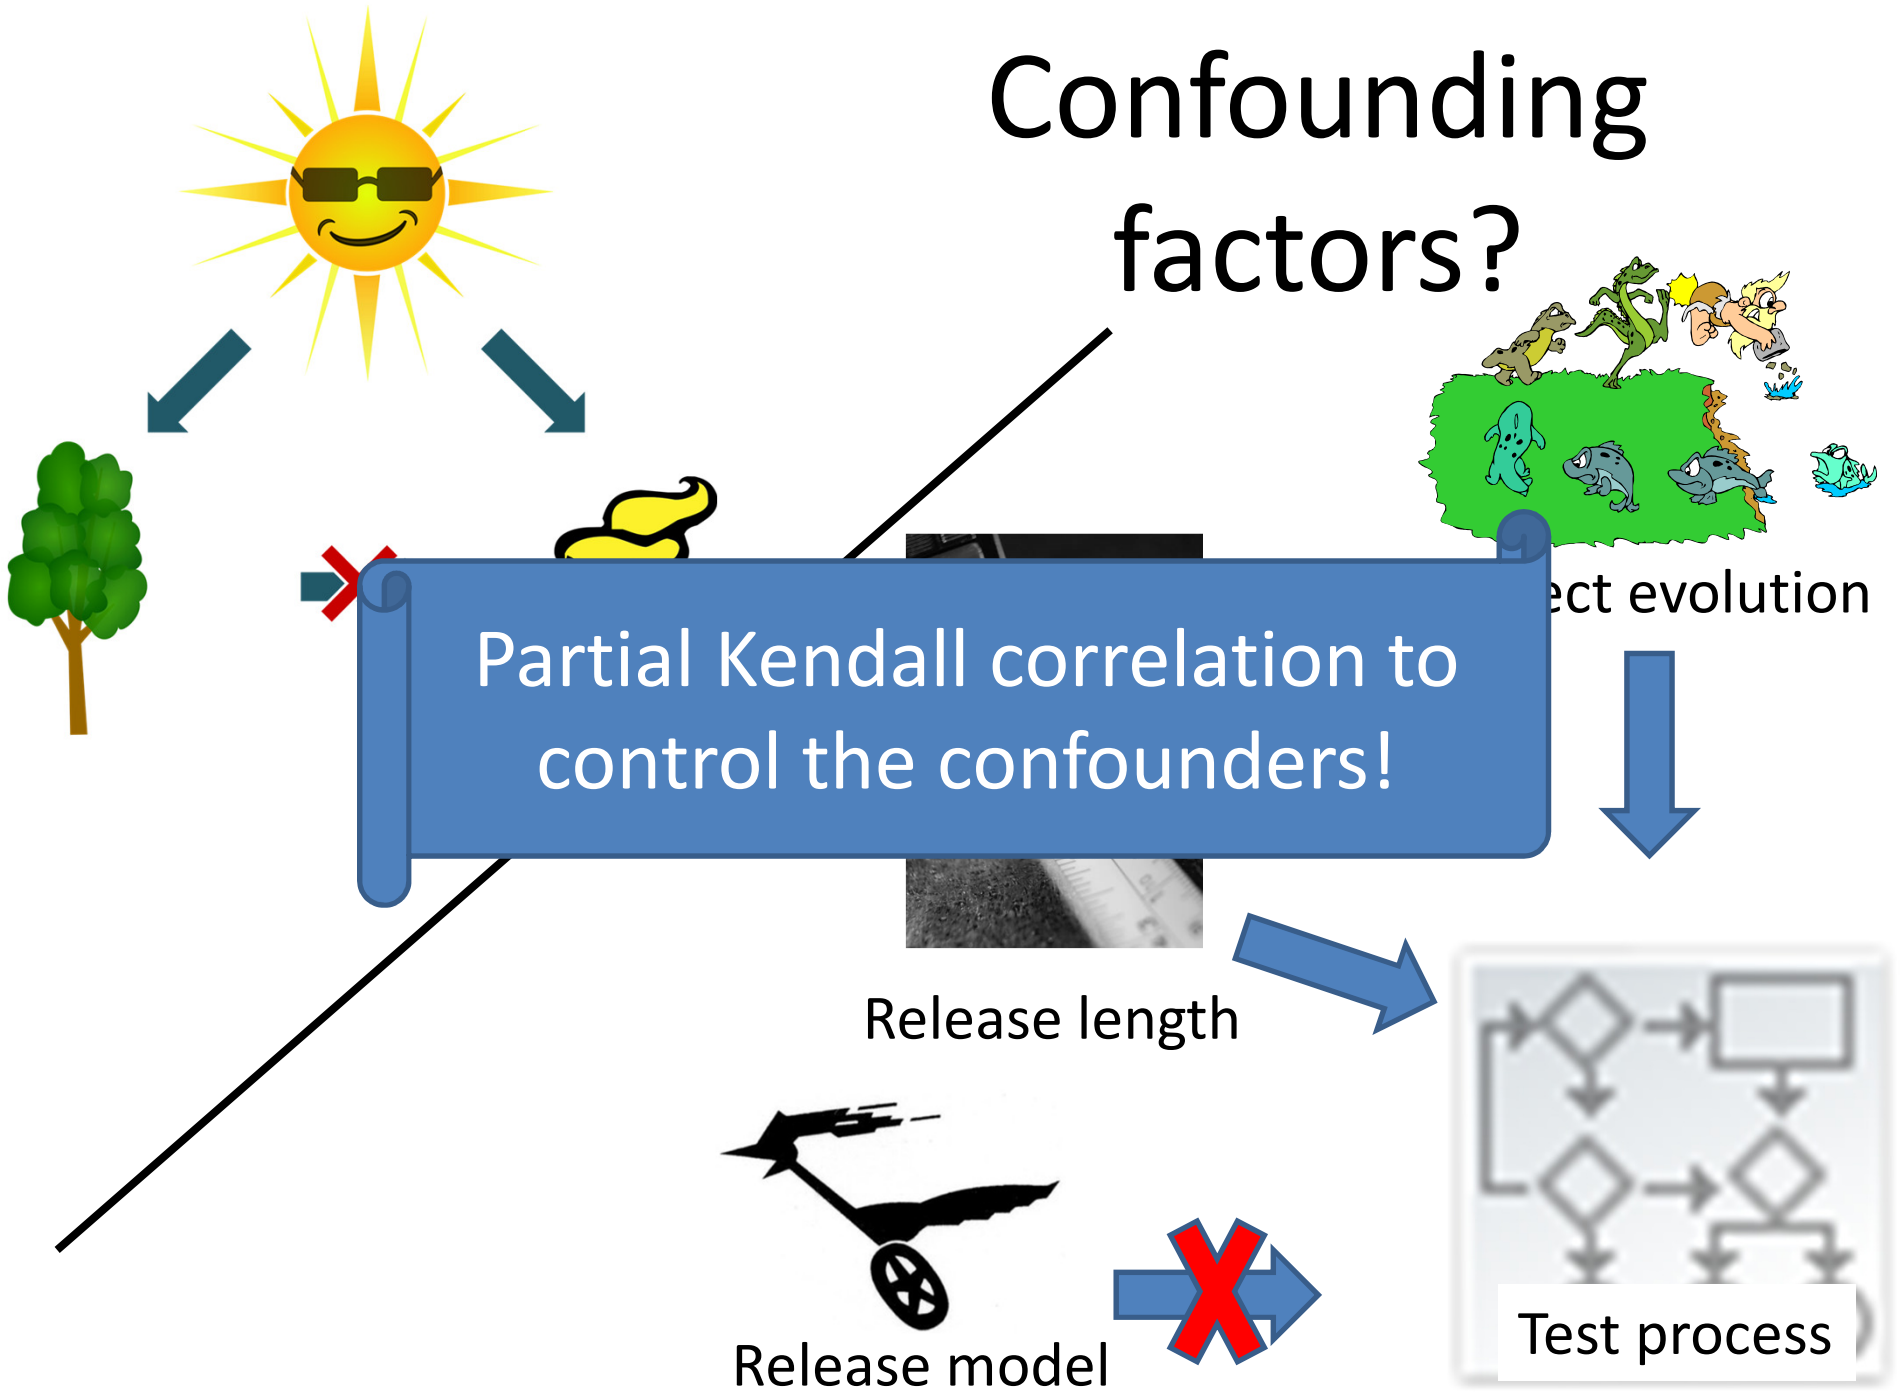 Confounding
factors?
ect evolution
Partial Kendall correlation to
control the confounders!
Release length
Release model
Test process